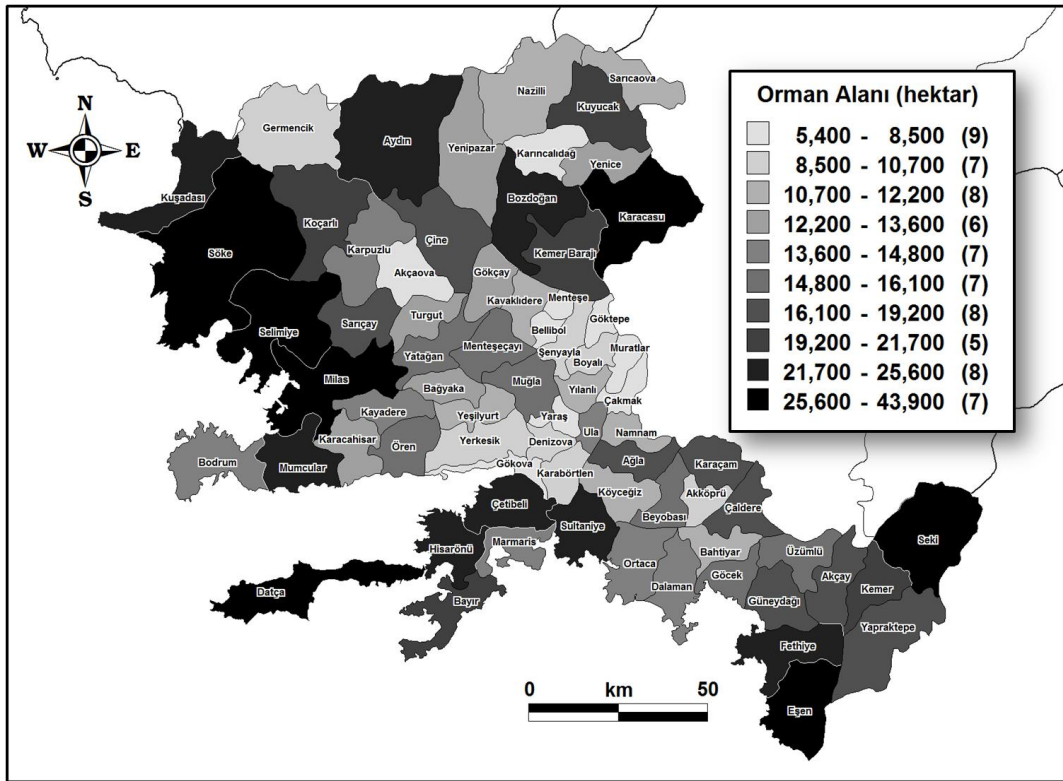 N
W E
S
Orman Alanı (hektar)
5,400 - 8,500 (9)
8,500 - 10,700 (7)
10,700 - 12,200 (8)
12,200 - 13,600 (6)
13,600 - 14,800 (7)
14,800 - 16,100 (7)
16,100 - 19,200 (8)
19,200 - 21,700 (5)
21,700 - 25,600 (8)
25,600 - 43,900 (7)
Sarıcaova
Nazilli
Kuyucak
Germencik
Aydın
Yenipazar
Karıncalıdağ
Yenice
Kuşadası
Bozdoğan
Karacasu
Koçarlı
Söke
Karpuzlu
Çine
Kemer Barajı
Akçaova
Gökçay
Kavaklıdere
Menteşe
Göktepe
Turgut
Selimiye
Sarıçay
Bellibol
Menteşeçayı
Şenyayla
Muratlar
Yatağan
Boyalı
Milas
Bağyaka
Muğla
Yılanlı
Çakmak
Kayadere
Yeşilyurt
Yaraş
Karacahisar
Ören
Yerkesik
Denizova
Ula
Namnam
Bodrum
Mumcular
Gökova
Karabörtlen
Ağla
Karaçam
Köyceğiz
Akköprü
Çaldere
Çetibeli
Sultaniye
Beyobası
Hisarönü
Marmaris
Seki
Bahtiyar
Üzümlü
Ortaca
Göcek
Akçay
Dalaman
Kemer
Datça
Bayır
Güneydağı
Yapraktepe
Fethiye
Eşen
0 km 50